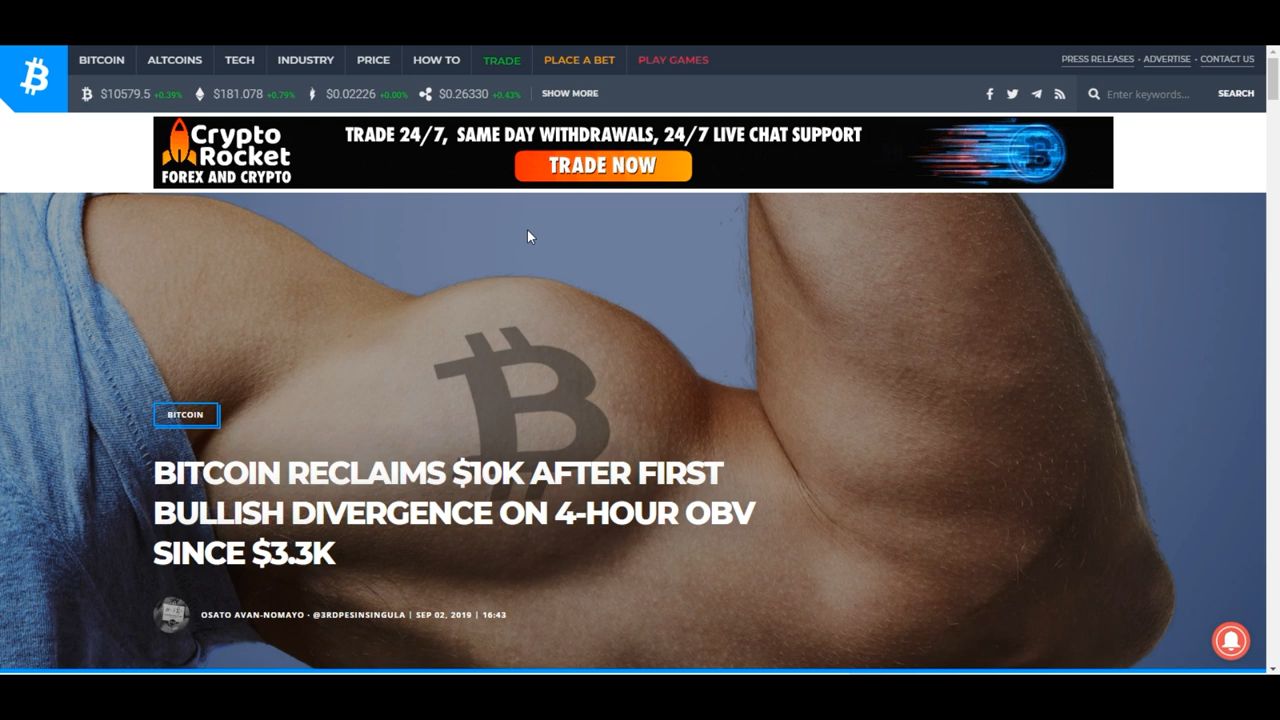 BITCOIN ALTCOINS TECH INDUSTRY PRICE HOW TO TRADE PLACE A BET PLAY GAMES PRESS RELEASES - ADVERTISE - CONTACT US
$10579.5 +0.39% $181.078 +0.79% $0.02226 +0.00% $0.26330 +0.43% SHOW MORE Enter keywords... SEARCH
Crypto
Rocket
FOREX AND CRYPTO
TRADE 24/7, SAME DAY WITHDRAWALS, 24/7 LIVE CHAT SUPPORT
TRADE NOW
BITCOIN
BITCOIN RECLAIMS $10K AFTER FIRST
BULLISH DIVERGENCE ON 4-HOUR OBV
SINCE $3.3K
OSATO AVAN-NOMAYO · @3RDPESINSINGULA | SEP 02, 2019 | 16:43